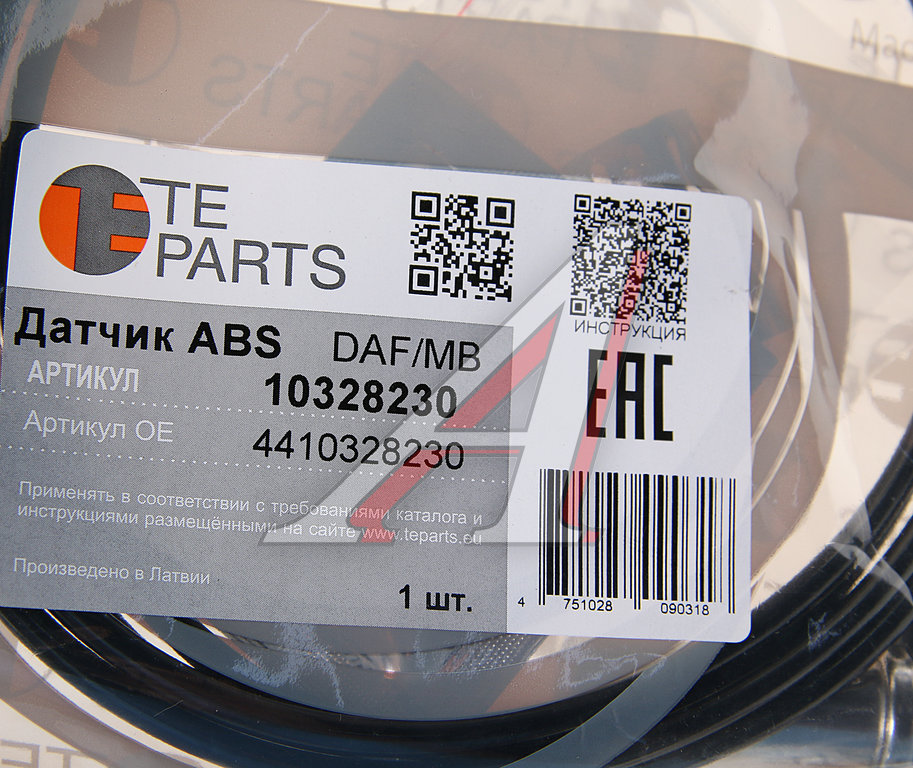 TE
PARTS
Датчик ABS DAF/MB
АРТИКУЛ 10328230
Артикул OE 4410328230
Применять в соответствии с требованиями каталога и
инструкциями размещёнными на сайте www.teparts.eu
Произведено в Латвии
1 шт.
ИНСТРУКЦИЯ
EAC
4 751028 090318